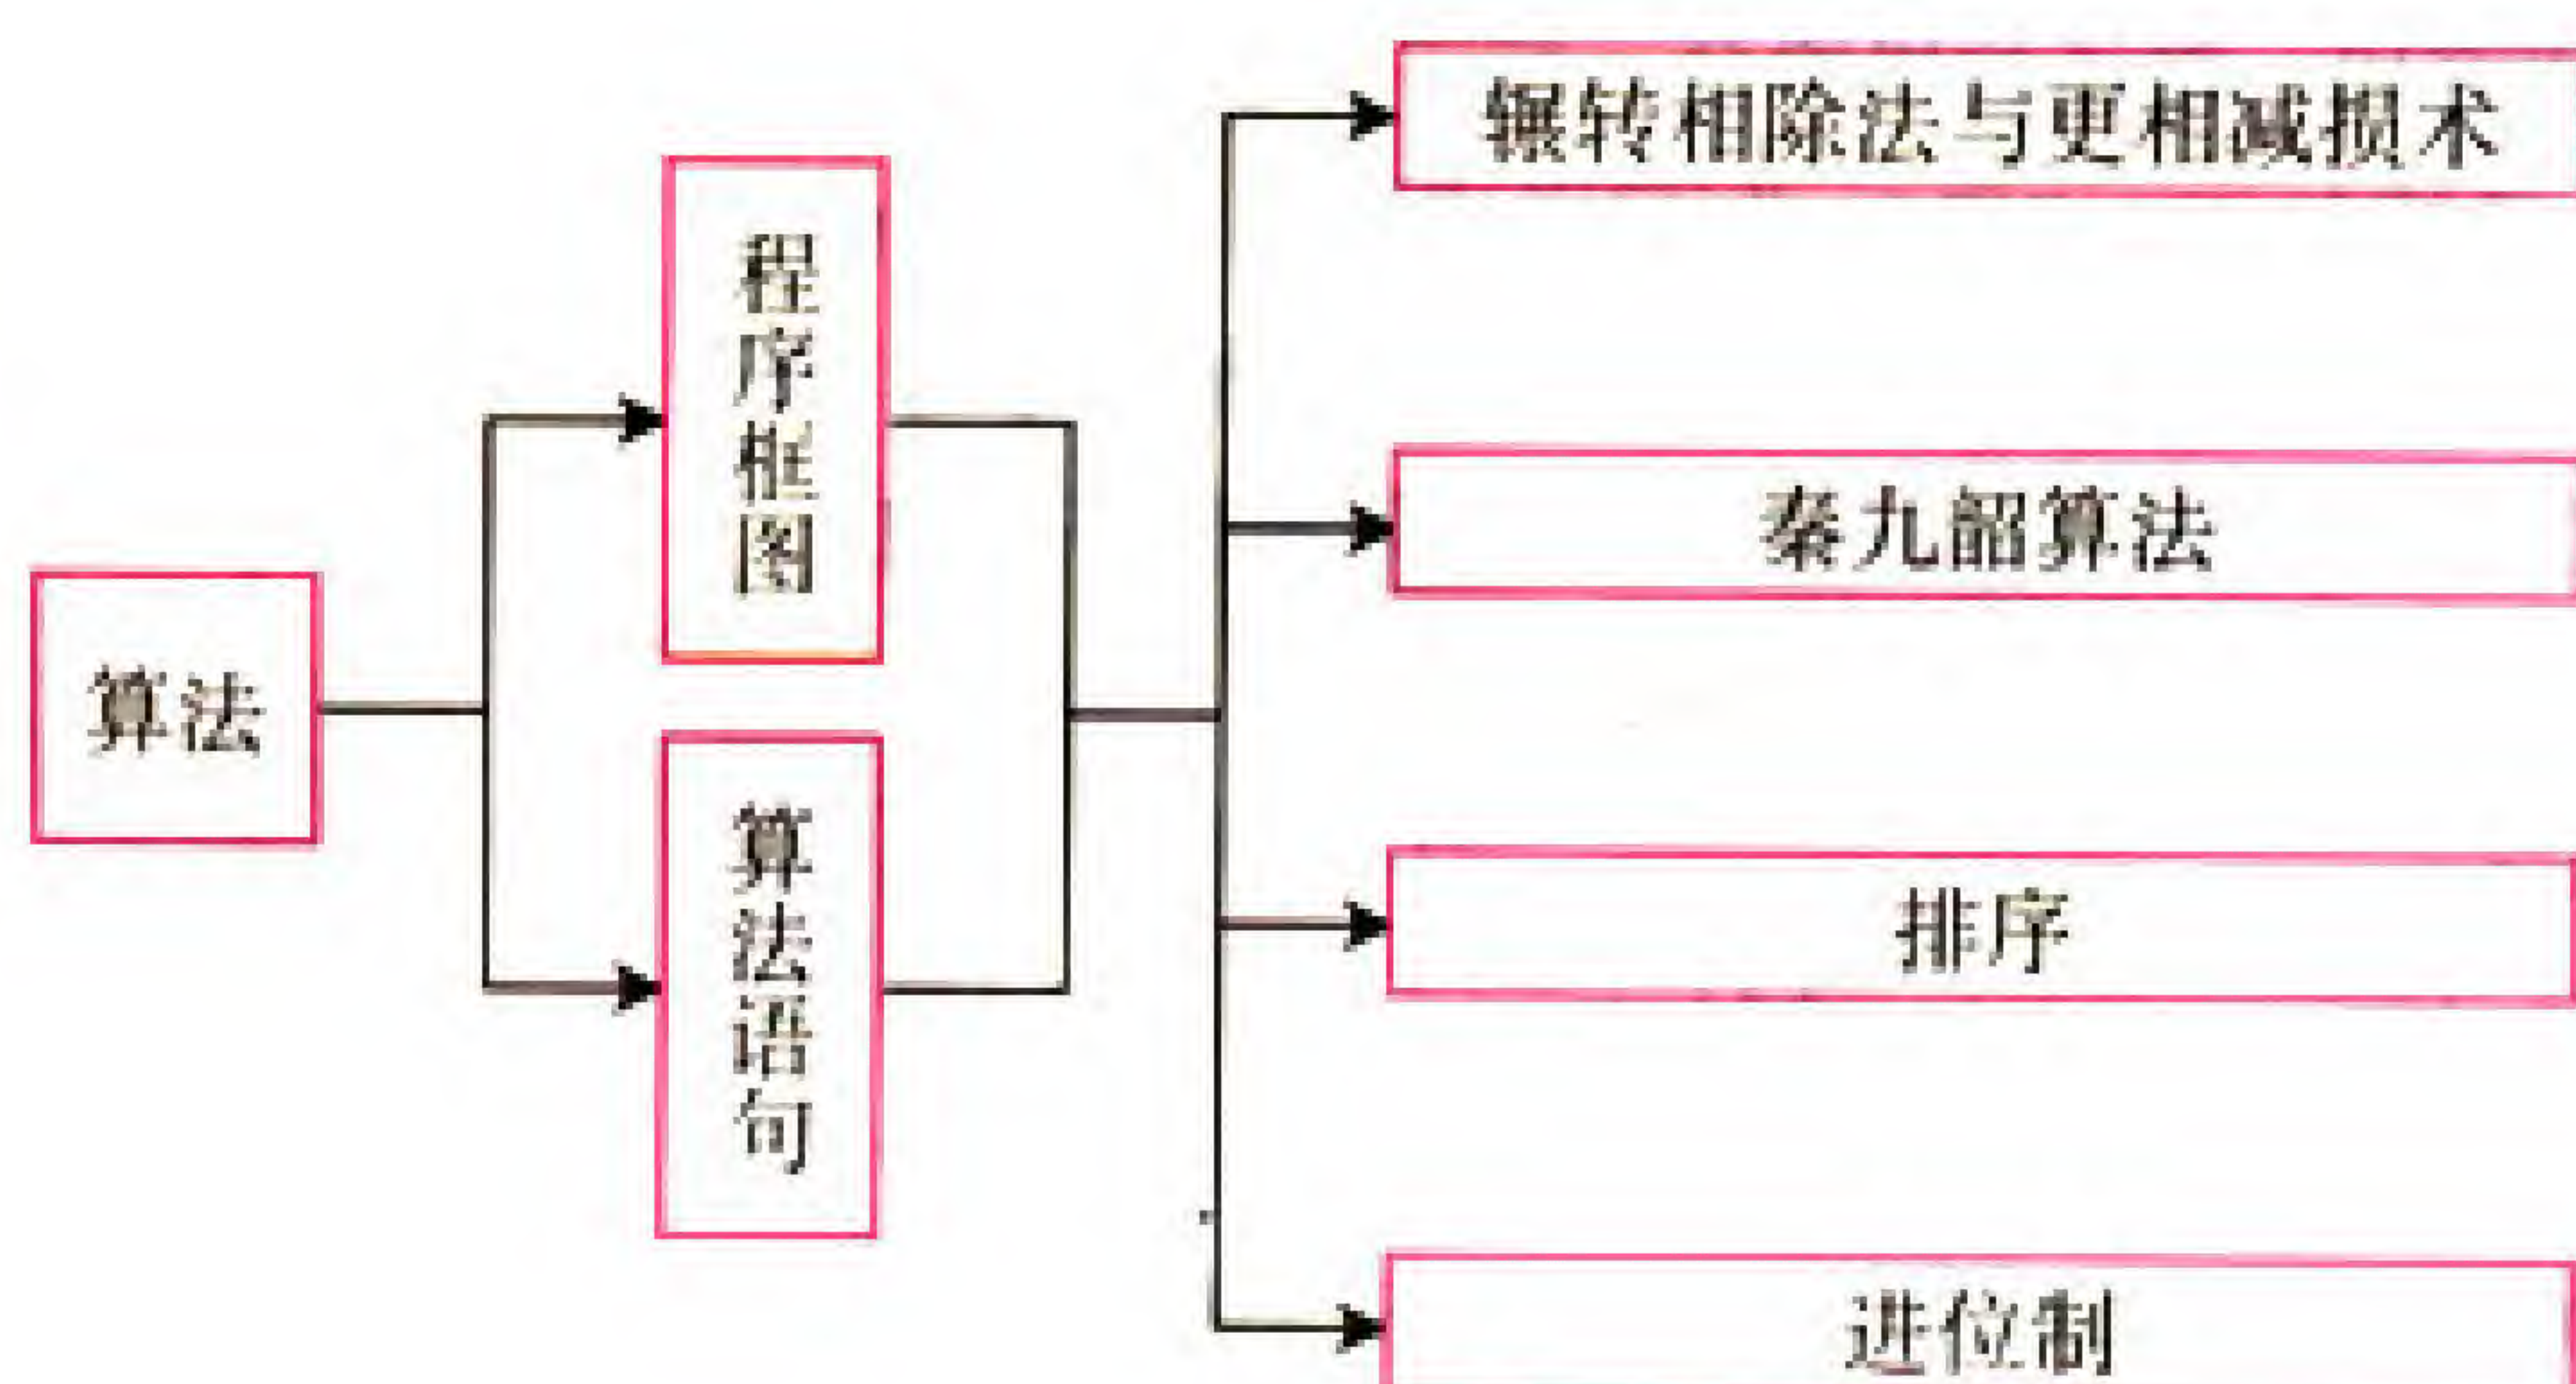 算法
程序框图
算法语句
辗转相除法与更相减损术
秦九韶算法
排序
进位制